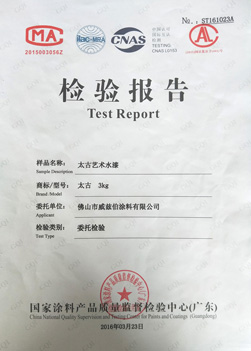 No.: ST161023A
MA
2015003056Z
ilac-MRA
CNAS
TESTING
CNAS L0153
AL
检验报告
Test Report
样品名称: 太古艺术水漆
Sample Description
商标/型号: 太古 3kg
Brand /Model
委托单位: 佛山市威兹伯涂料有限公司
Applicant
检验类别: 委托检验
Test Type
国家涂料产品质量监督检验中心(广东)
China National Quality Supervision and Testing Center for Paints and Coatings (Guangdong)
2016年03月23日